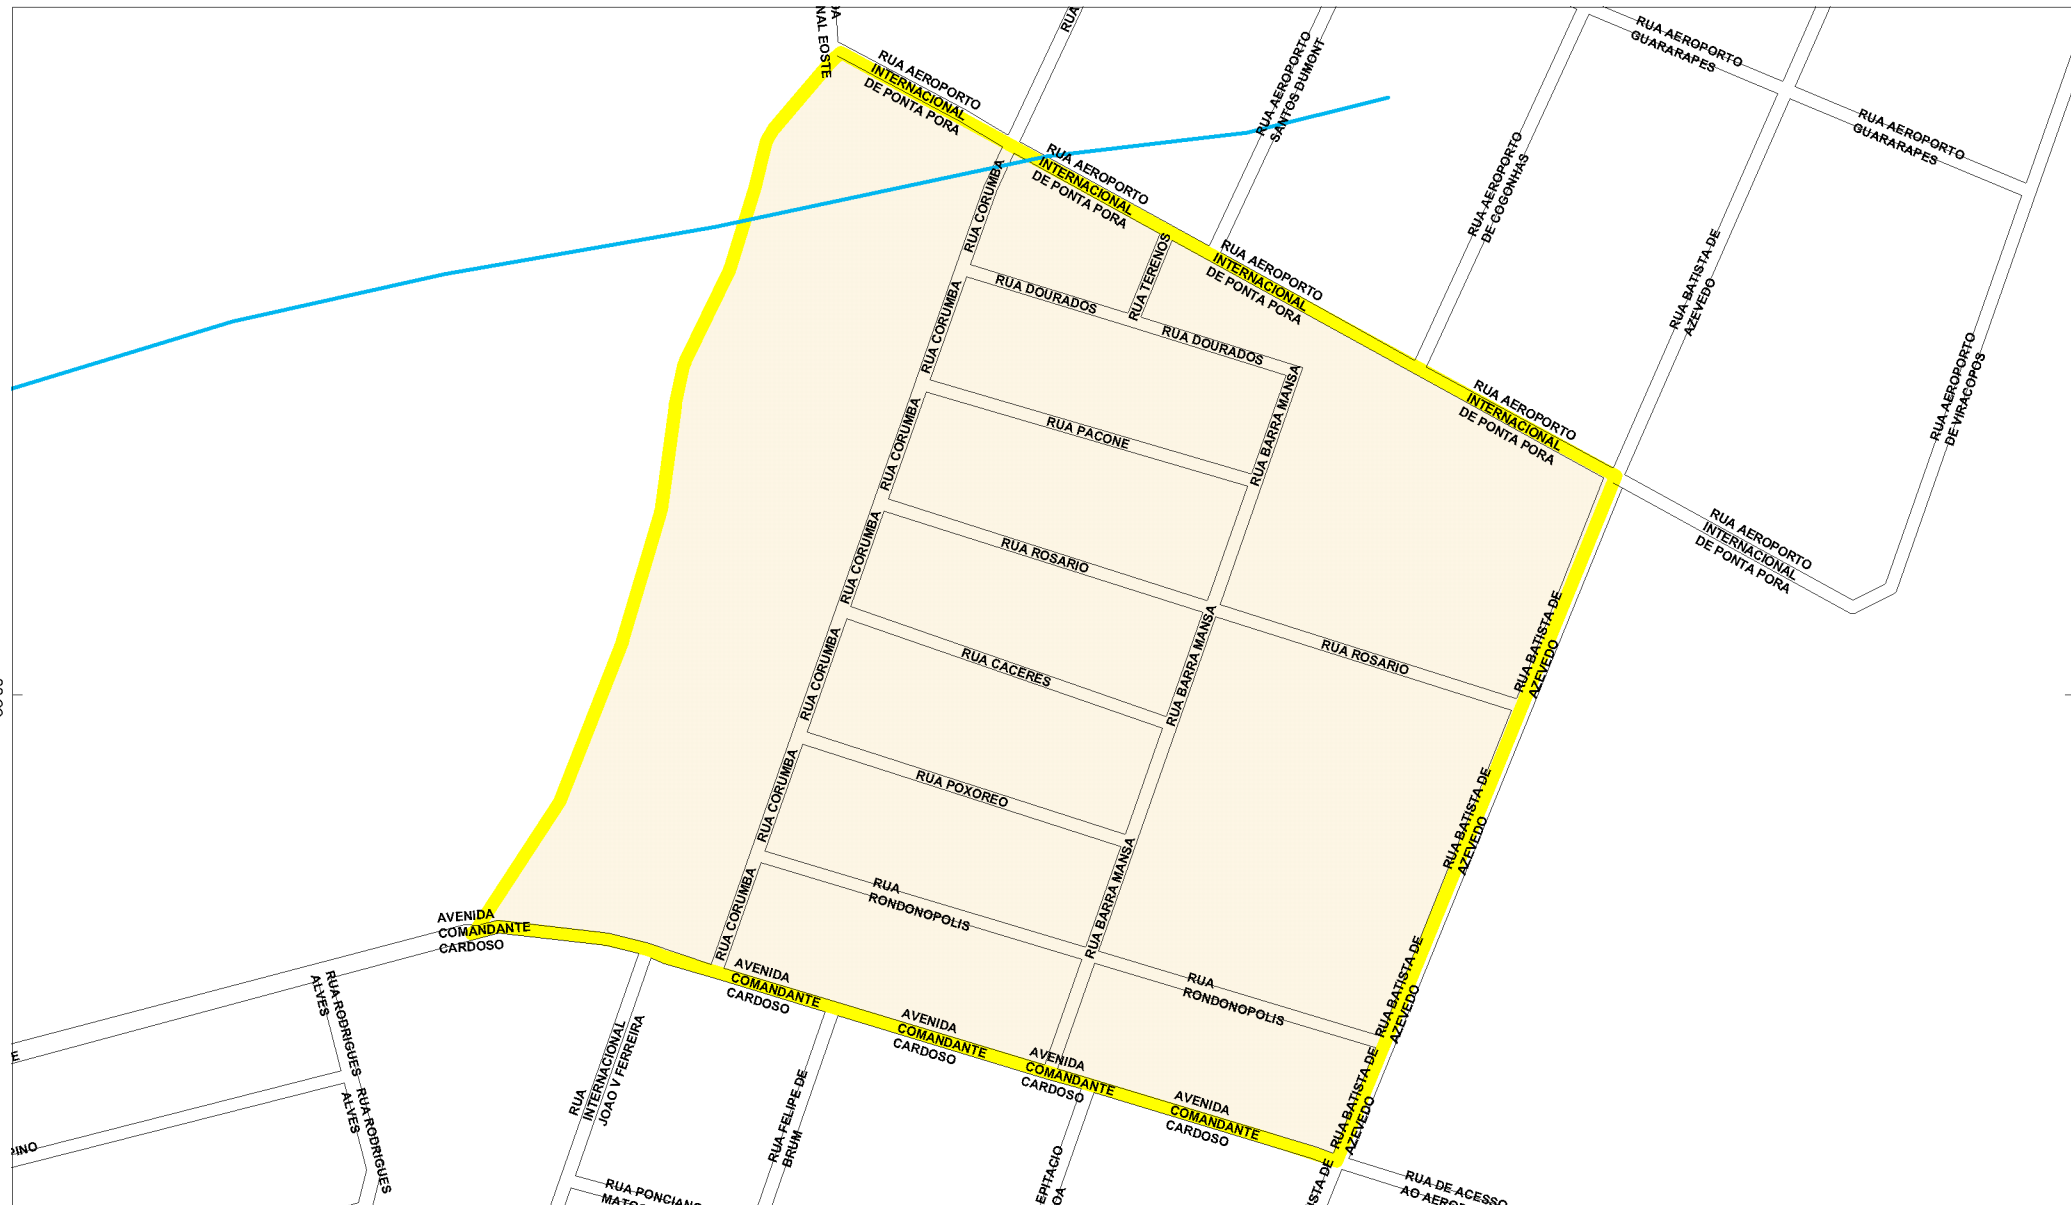 NAL EOSTE
RUA
RUA AEROPORTO
INTERNACIONAL
DE PONTA PORA
RUA AEROPORTO
SANTOS DUMONT
RUA AEROPORTO
GUARARAPES
RUA AEROPORTO
GUARARAPES
RUA AEROPORTO
DE COGONHAS
RUA AEROPORTO
INTERNACIONAL
DE PONTA PORA
RUA CORUMBA
RUA TERENOS
RUA AEROPORTO
INTERNACIONAL
DE PONTA PORA
RUA BATISTA DE
AZEVEDO
RUA DOURADOS
RUA CORUMBA
RUA DOURADOS
RUA AEROPORTO
DE VIRACOPOS
RUA AEROPORTO
INTERNACIONAL
DE PONTA PORA
RUA BARRA MANSA
RUA PACONE
RUA CORUMBA
RUA AEROPORTO
INTERNACIONAL
DE PONTA PORA
RUA ROSARIO
RUA CORUMBA
RUA BARRA MANSA
RUA ROSARIO
RUA BATISTA DE
AZEVEDO
RUA CACERES
RUA CORUMBA
RUA POXOREO
RUA CORUMBA
RUA BATISTA DE
AZEVEDO
RUA BARRA MANSA
RUA
RONDONOPOLIS
RUA CORUMBA
AVENIDA
COMANDANTE
CARDOSO
RUA
RONDONOPOLIS
RUA BATISTA DE
AZEVEDO
AVENIDA
COMANDANTE
CARDOSO
AVENIDA
COMANDANTE
CARDOSO
AVENIDA
COMANDANTE
CARDOSO
AVENIDA
COMANDANTE
CARDOSO
RUA BATISTA DE
AZEVEDO
RUA RODRIGUES
ALVES
RUA RODRIGUES
ALVES
RUA
INTERNACIONAL
JOAO V FERREIRA
RUA FELIPE DE
BRUM
EPITACIO
OA
RUA DE ACESSO
RUA PONCIANO
E